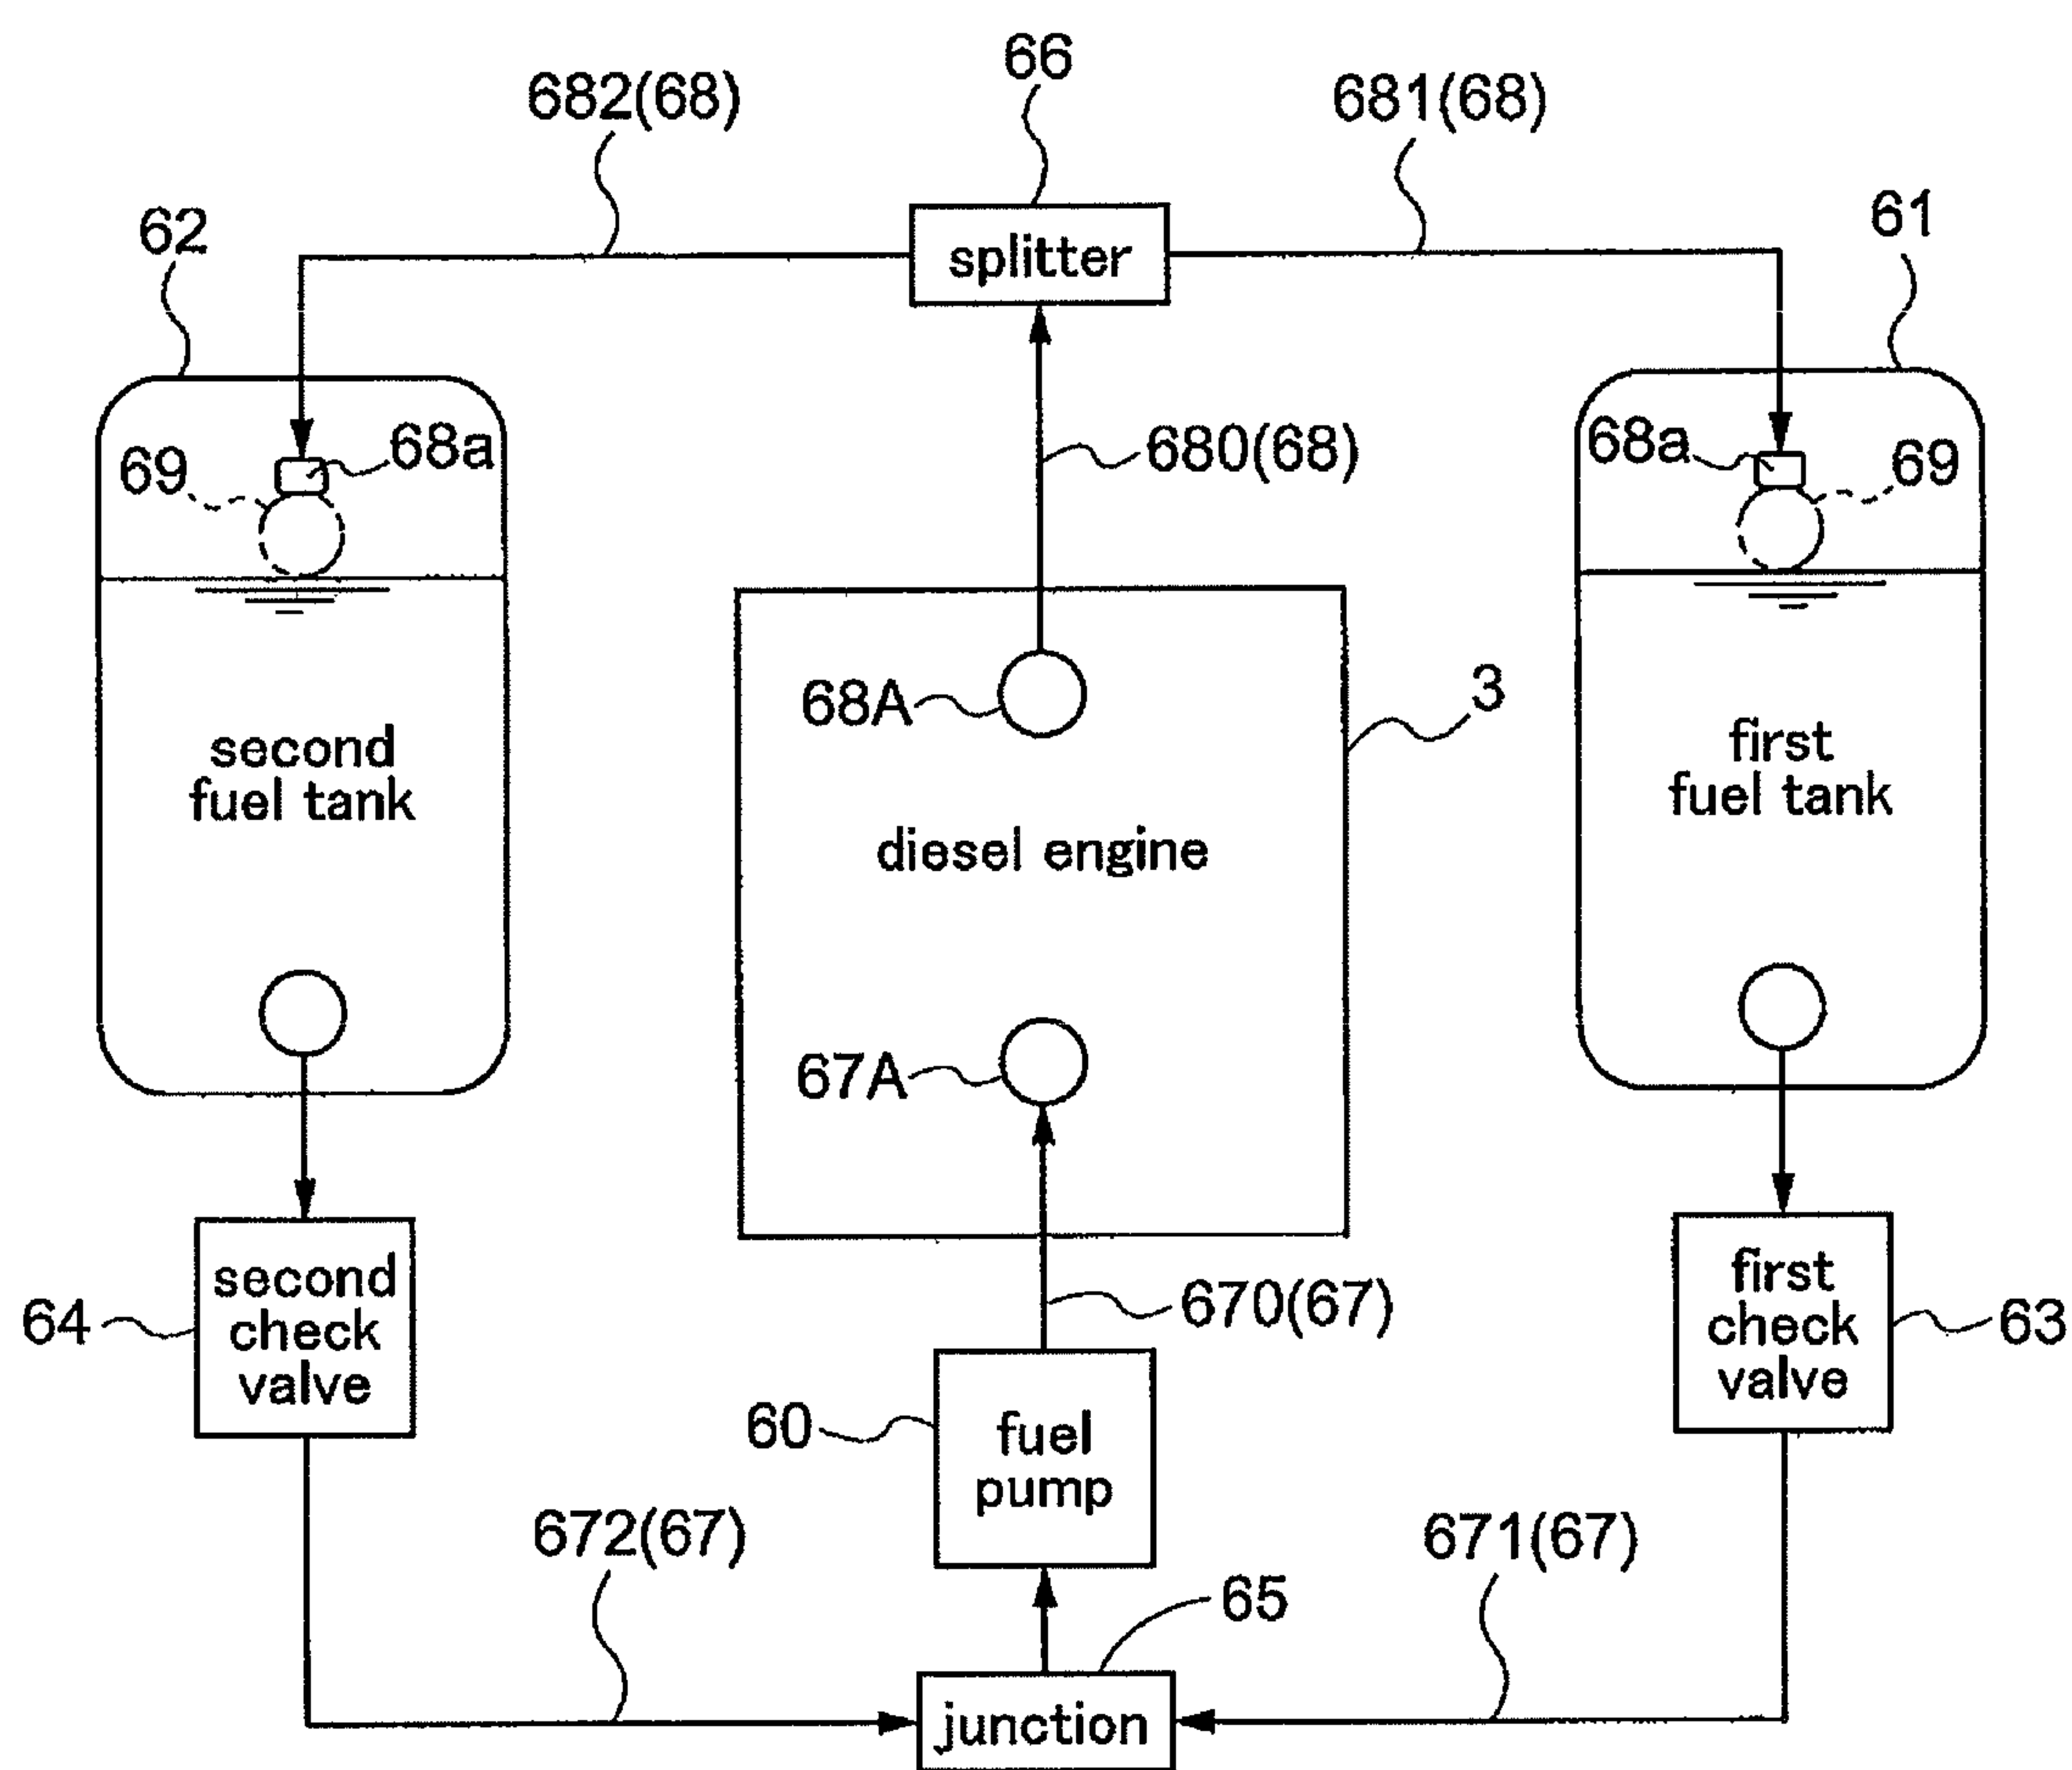 66
682(68)
681(68)
62
61
splitter
69
68a
680(68)
68a
69
68A
3
second
fuel tank
first
fuel tank
diesel engine
67A
second
check
valve
64
670(67)
first
check
valve
63
60
fuel
pump
672(67)
671(67)
65
junction